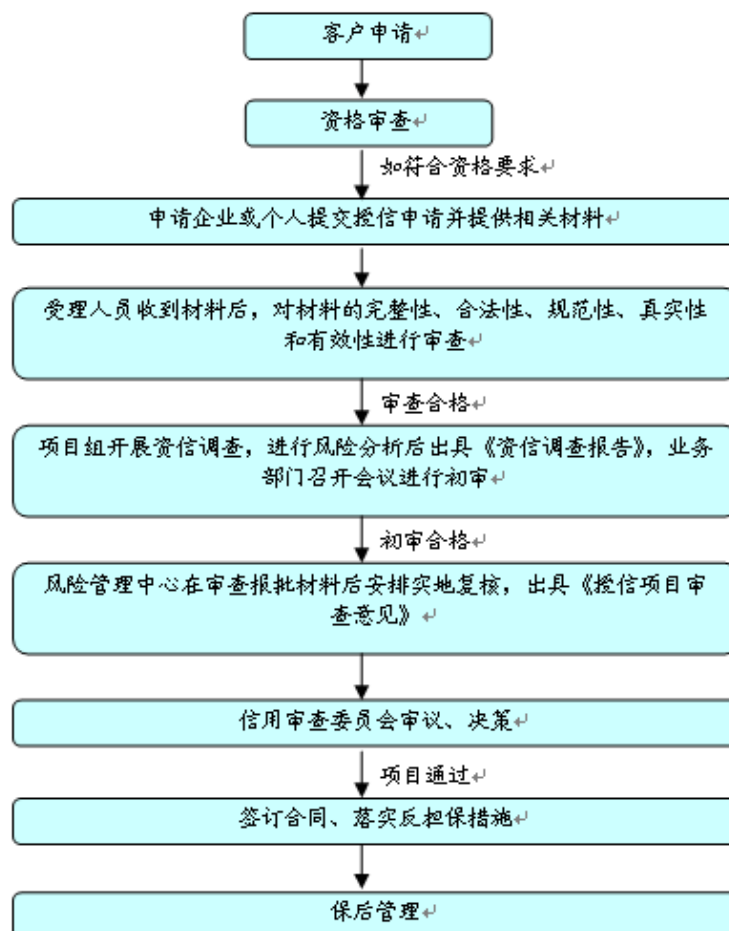 客户申请↵
资格审查↵
如符合资格要求↵
申请企业或个人提交授信申请并提供相关材料↵
受理人员收到材料后，对材料的完整性、合法性、规范性、真实性
和有效性进行审查↵
审查合格↵
项目组开展资信调查，进行风险分析后出具《资信调查报告》，业务
部门召开会议进行初审↵
初审合格↵
风险管理中心在审查报批材料后安排实地复核，出具《授信项目审
查意见》↵
信用审查委员会审议、决策↵
项目通过↵
签订合同、落实反担保措施↵
保后管理↵